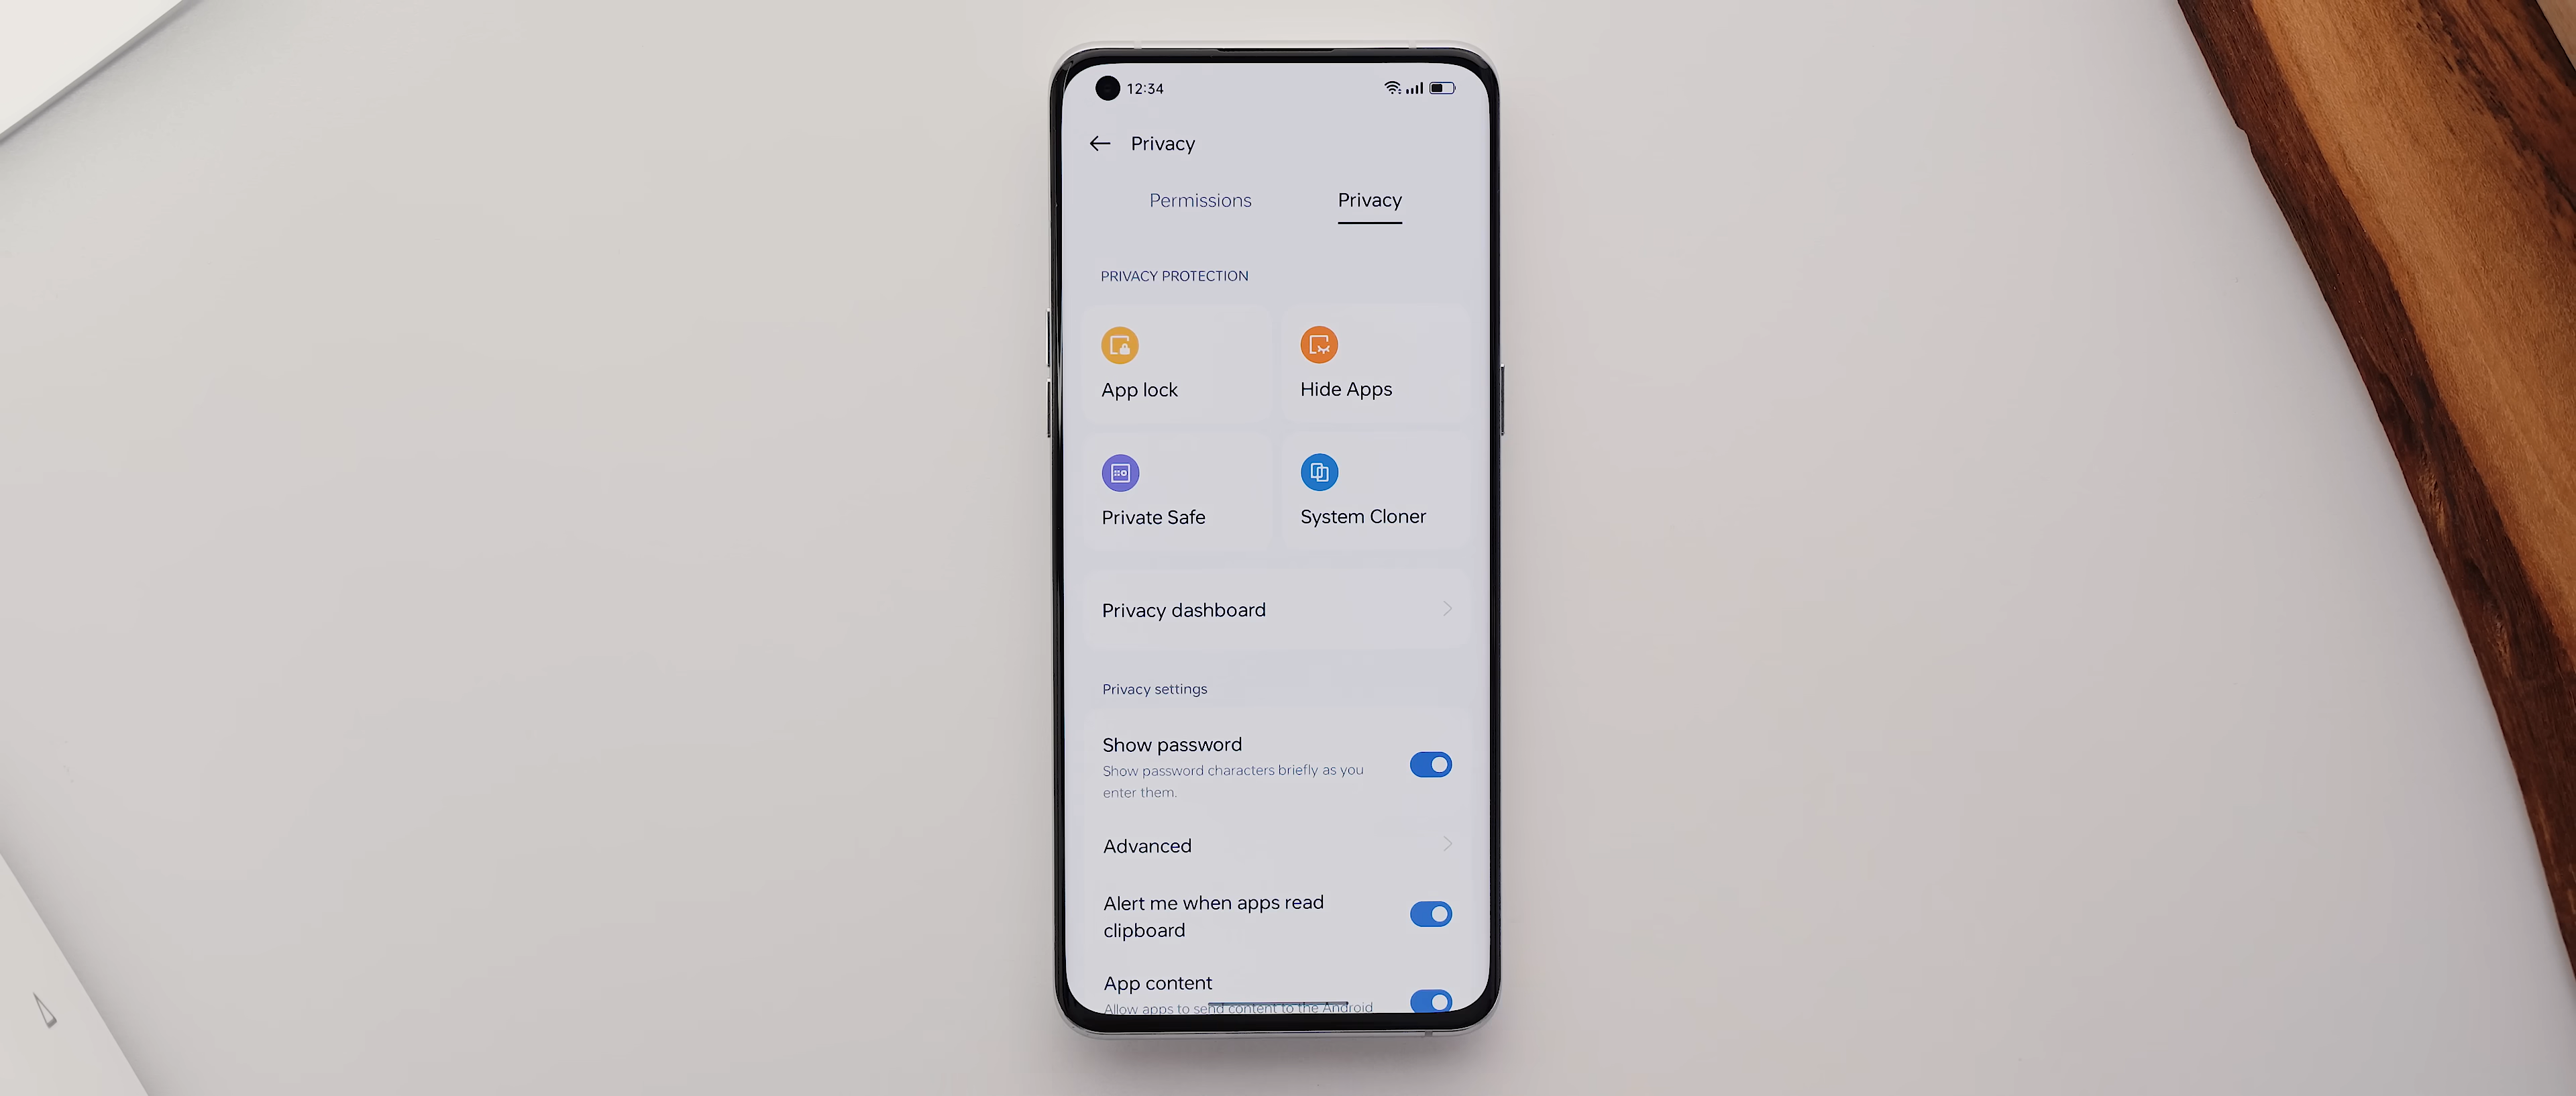 12:34
Privacy
Permissions
Privacy
PRIVACY PROTECTION
App lock
Hide Apps
Private Safe
System Cloner
Privacy dashboard
Privacy settings
Show password
Show password characters briefly as you
enter them.
Advanced
Alert me when apps read
clipboard
App content
Allow apps to send content to the Android